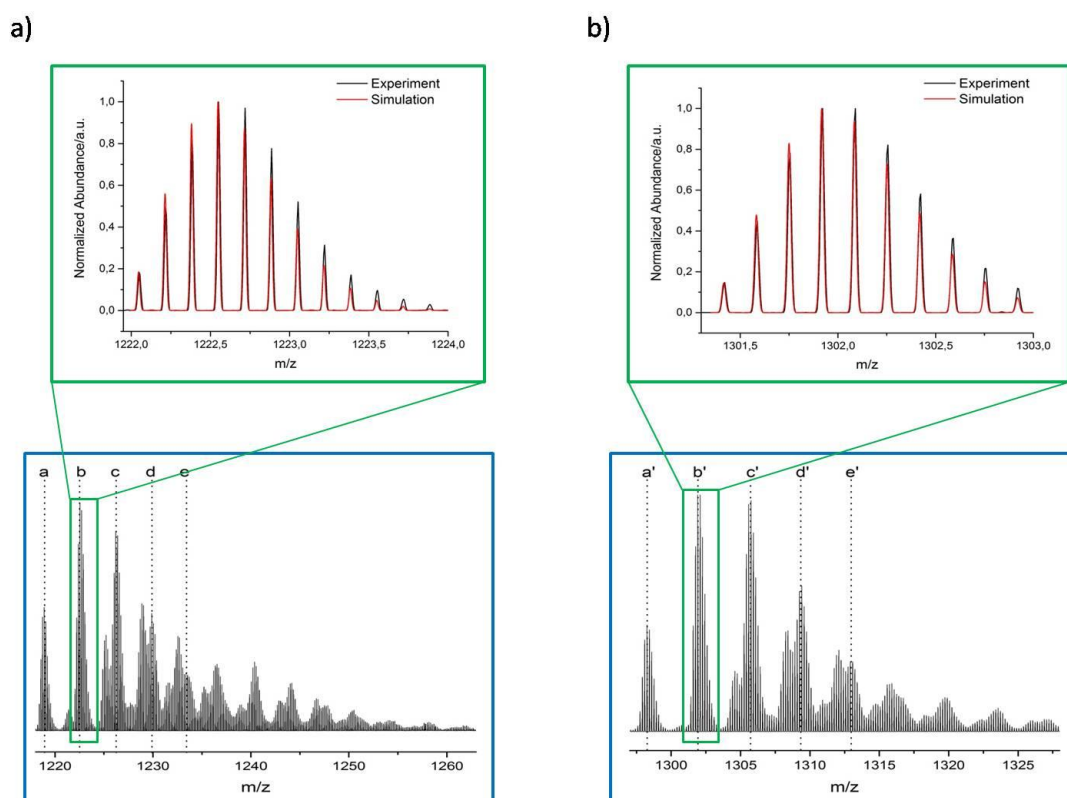 a)
Experiment
Simulation
Normalized Abundance/a.u.
1,0
0,8
0,6
0,4
0,2
0,0
1222,0 1222,5 1223,0 1223,5 1224,0
m/z
a b c d e
1220 1230 1240 1250 1260
m/z
b)
Experiment
Simulation
Normalized Abundance/a.u.
1,0
0,8
0,6
0,4
0,2
0,0
1301,5 1302,0 1302,5 1303,0
m/z
a' b' c' d' e'
1300 1305 1310 1315 1320 1325
m/z